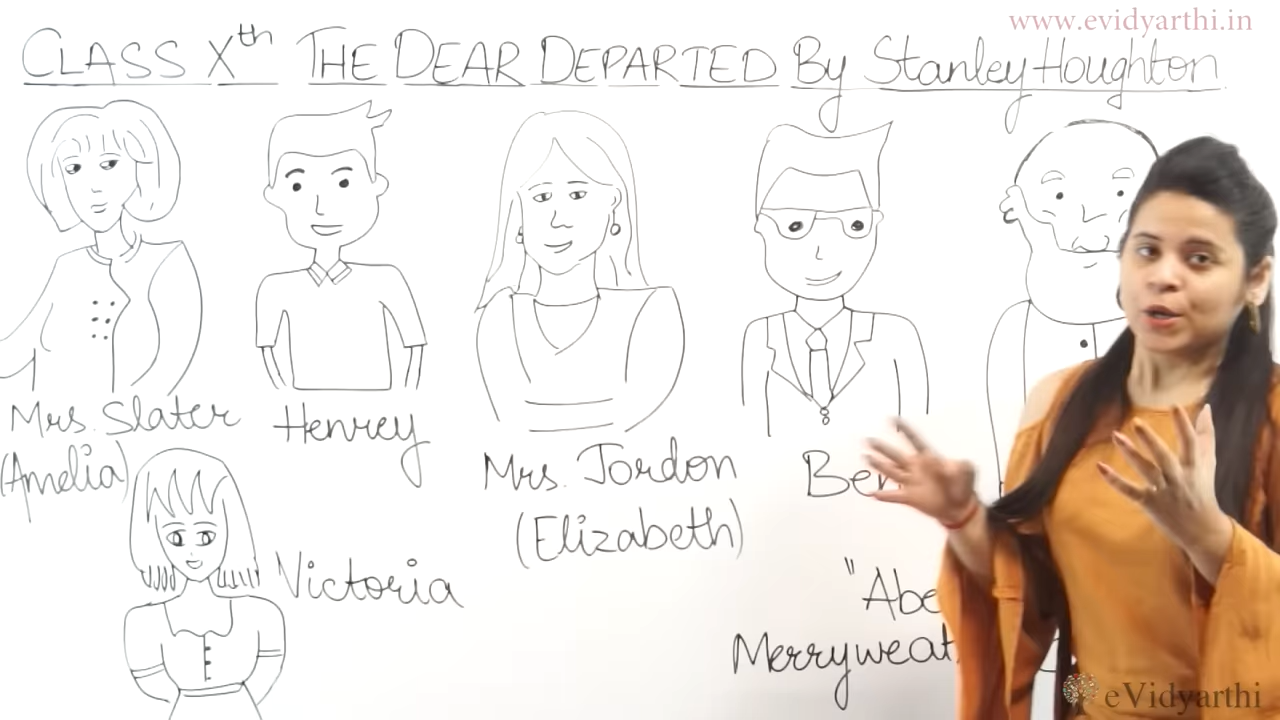 www.evidyarthi.in
CLASS Xth THE DEAR DEPARTED By Stanley Houghton
Mrs. Slater
(Amelia)
Henrey
Mrs. Jordon
(Elizabeth)
Ben
Victoria
"Abe
Merryweat
eVidyarthi